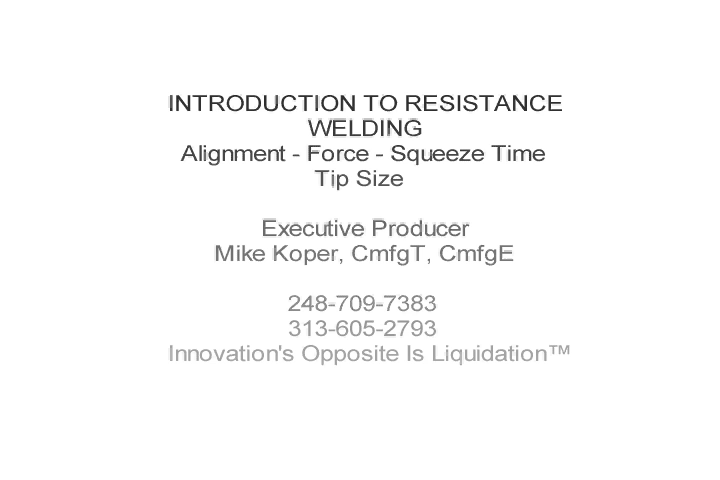 INTRODUCTION TO RESISTANCE
WELDING
Alignment - Force - Squeeze Time
Tip Size
Executive Producer
Mike Koper, CmfgT, CmfgE
248-709-7383
313-605-2793
Innovation's Opposite Is Liquidation™